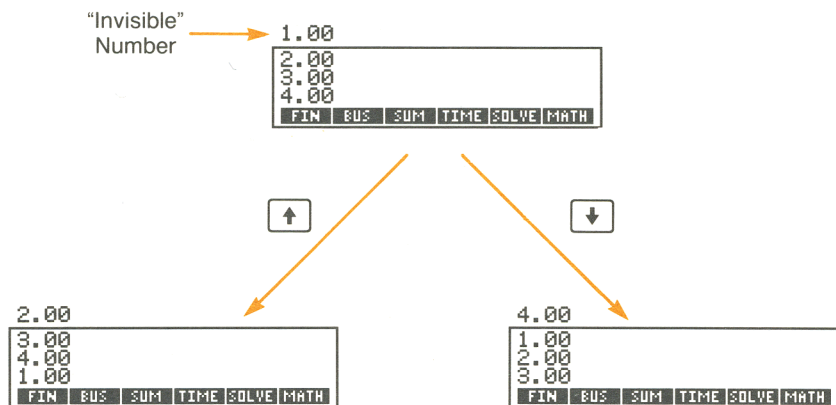 “Invisible”
Number
1.00
2.00
3.00
4.00
FIN BUS SUM TIME SOLVE MATH
2.00
3.00
4.00
1.00
FIN BUS SUM TIME SOLVE MATH
4.00
1.00
2.00
3.00
FIN BUS SUM TIME SOLVE MATH